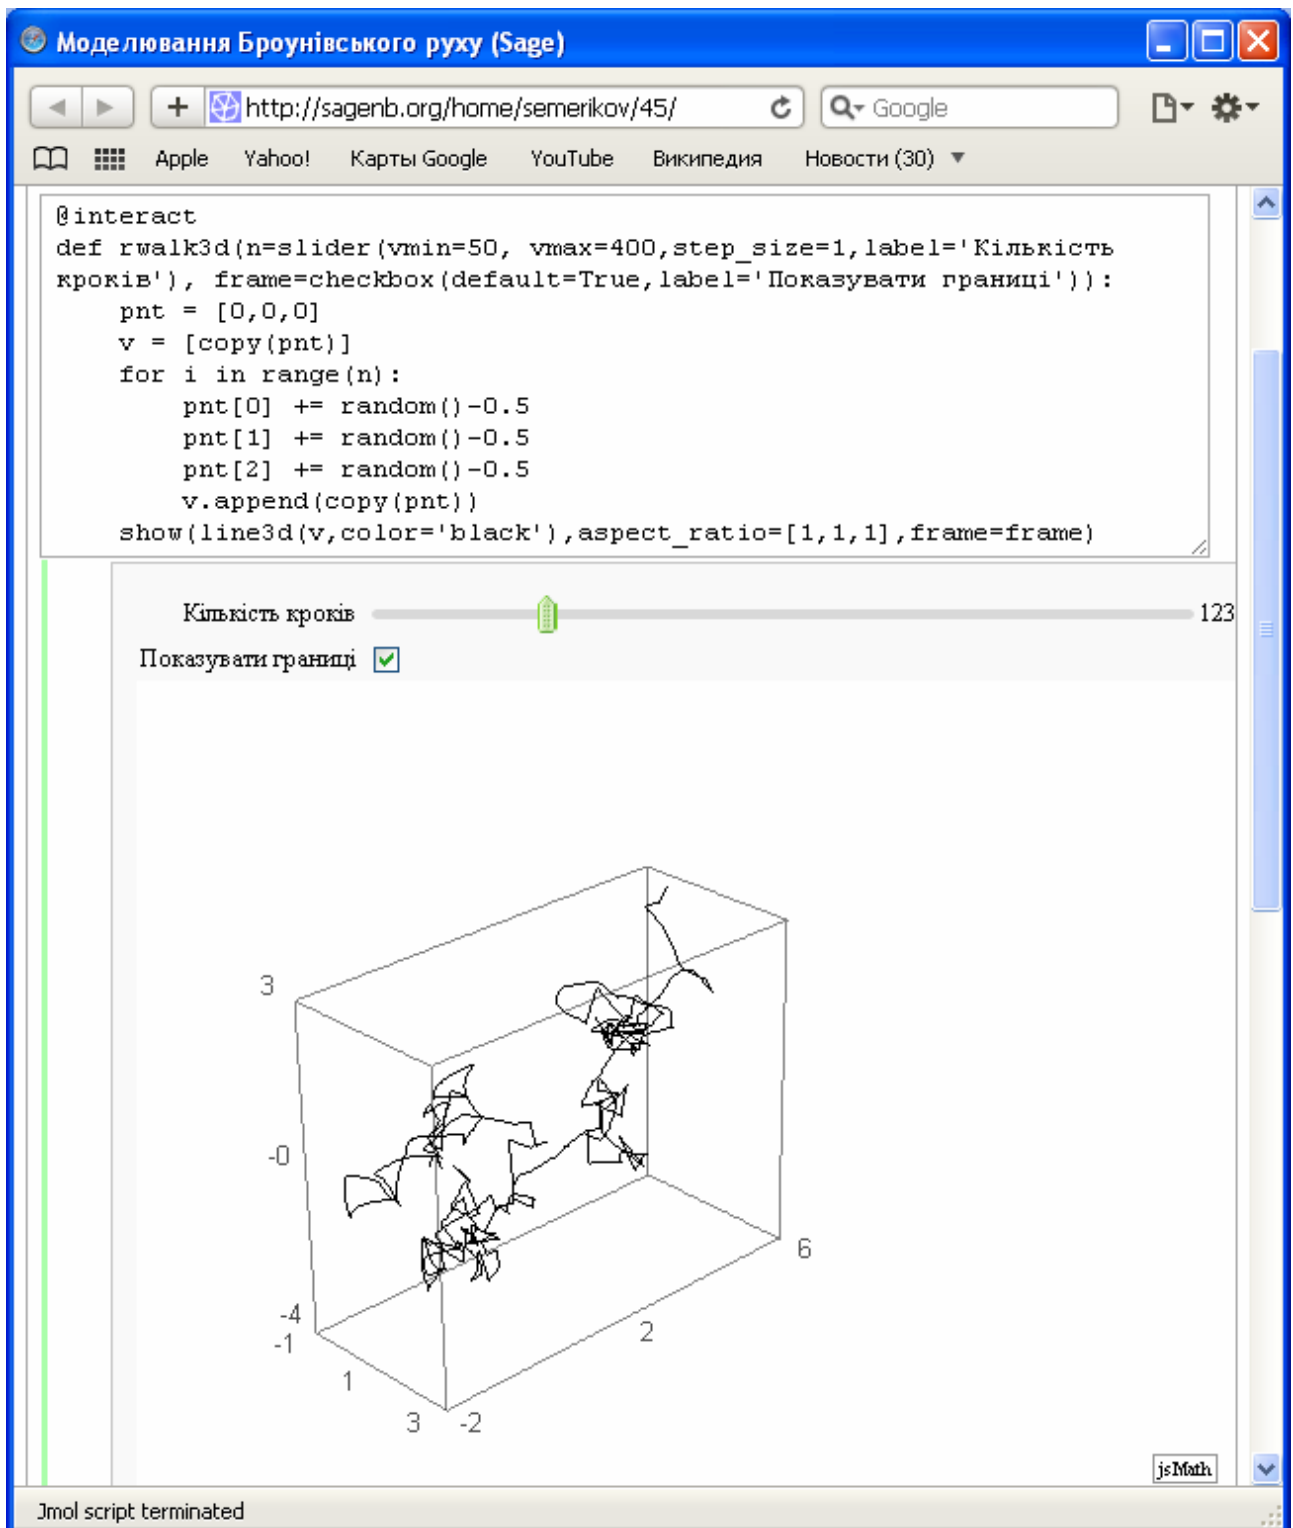 Моделювання Броунівського руху (Sage)
http://sagenb.org/home/semerikov/45/
Google
Apple Yahoo! Карты Google YouTube Википедия Новости (30)
@interact
def rwalk3d(n=slider(vmin=50, vmax=400,step_size=1,label='Кількість
кроків'), frame=checkbox(default=True,label='Показувати границі')):
    pnt = [0,0,0]
    v = [copy(pnt)]
    for i in range(n):
        pnt[0] += random()-0.5
        pnt[1] += random()-0.5
        pnt[2] += random()-0.5
        v.append(copy(pnt))
    show(line3d(v,color='black'),aspect_ratio=[1,1,1],frame=frame)
Кількість кроків 123
Показувати границі
3
-0
-4
-1
1
3
-2
2
6
jsMath
Jmol script terminated